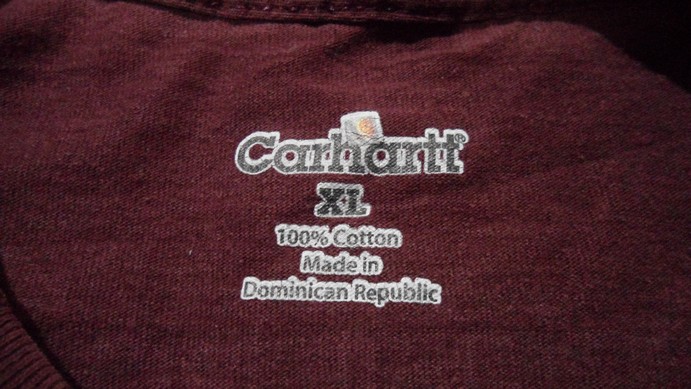 Carhartt®
XL
100% Cotton
Made in
Dominican Republic